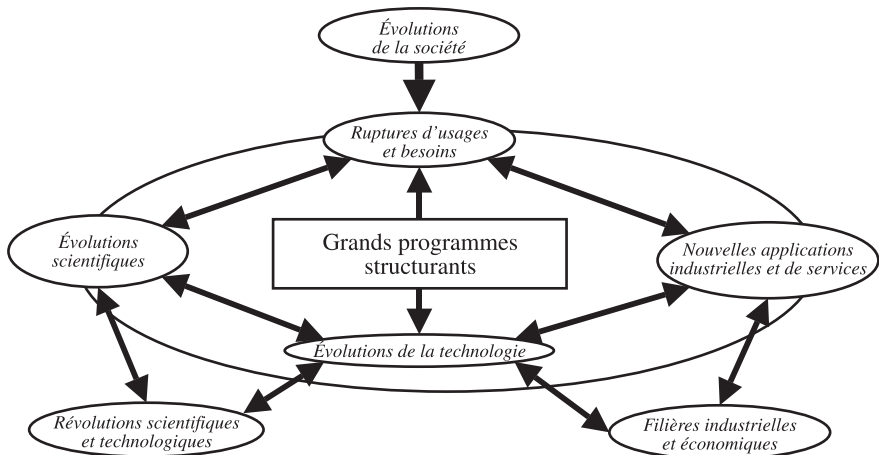 Évolutions
de la société
Ruptures d’usages
et besoins
Évolutions
scientifiques
Grands programmes
structurants
Nouvelles applications
industrielles et de services
Évolutions de la technologie
Révolutions scientifiques
et technologiques
Filières industrielles
et économiques